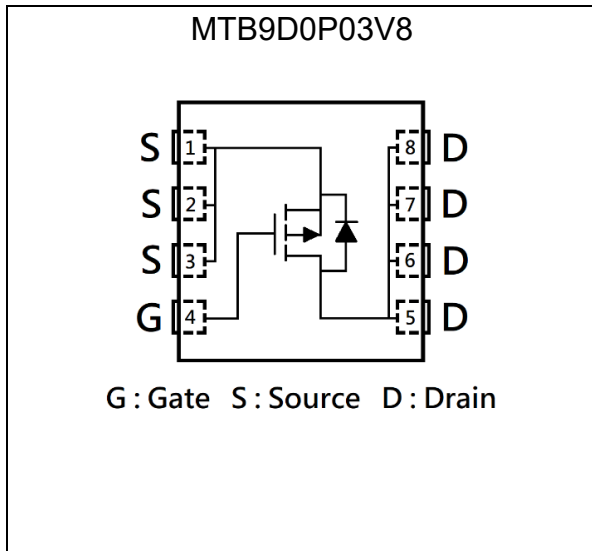 MTB9D0P03V8
S 1 8 D
S 2 7 D
S 3 6 D
G 4 5 D
G : Gate S : Source D : Drain